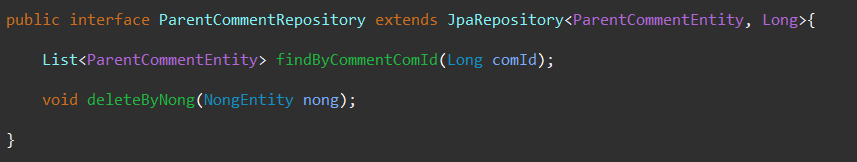 public interface ParentCommentRepository extends JpaRepository<ParentCommentEntity, Long>{
List<ParentCommentEntity> findByCommentComId(Long comId);
void deleteByNong(NongEntity nong);
}